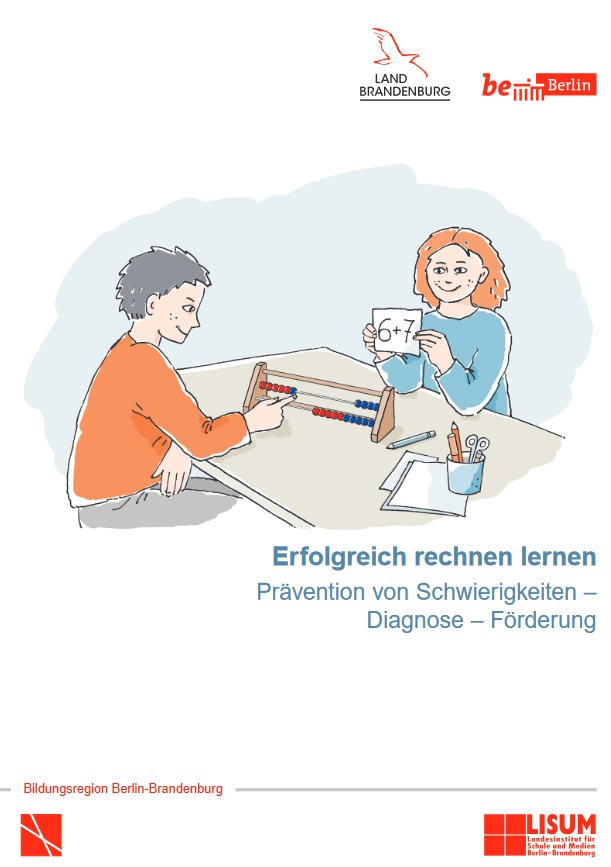 LAND
BRANDENBURG
be Berlin
6+7
Erfolgreich rechnen lernen
Prävention von Schwierigkeiten –
Diagnose – Förderung
Bildungsregion Berlin-Brandenburg
LISUM
Landesinstitut für
Schule und Medien
Berlin-Brandenburg